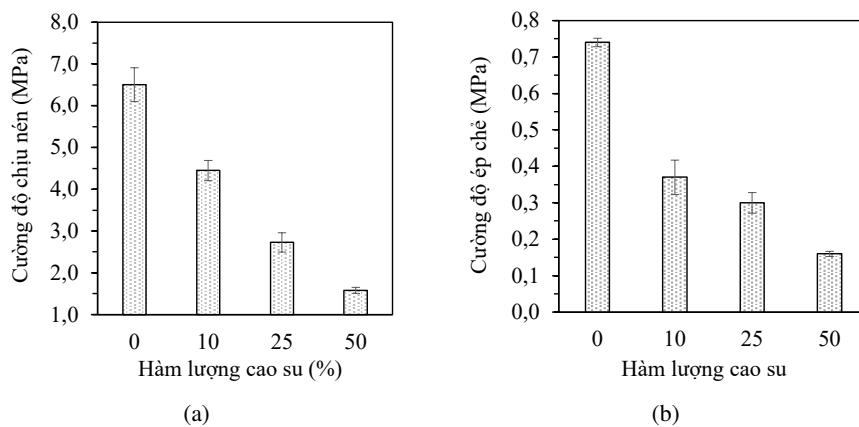 8,0
7,0
6,0
5,0
4,0
3,0
2,0
1,0
Cường độ chịu nén (MPa)
0 10 25 50
Hàm lượng cao su (%)
(a)
0,8
0,7
0,6
0,5
0,4
0,3
0,2
0,1
0,0
Cường độ ép chẻ (MPa)
0 10 25 50
Hàm lượng cao su
(b)